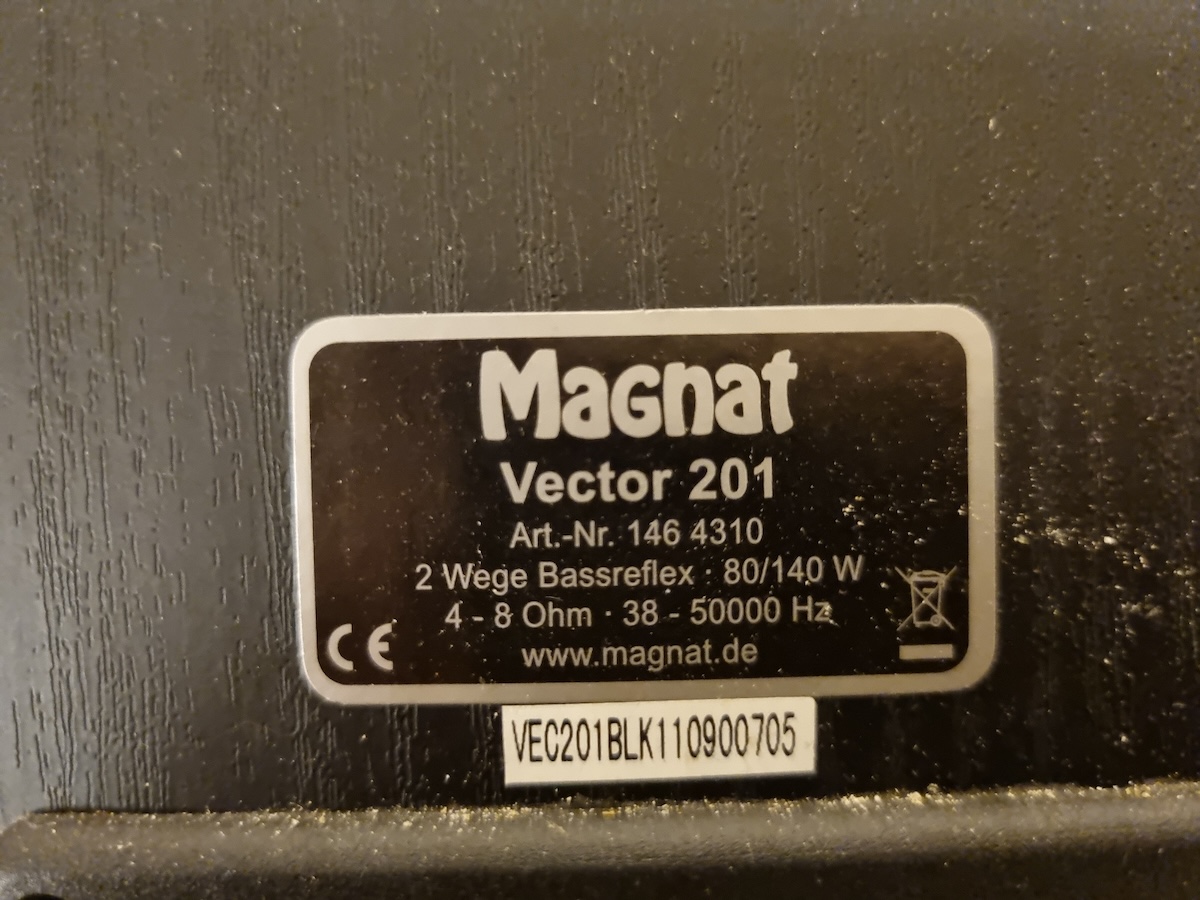 Magnat
Vector 201
Art.-Nr. 146 4310
2 Wege Bassreflex · 80/140 W
4 - 8 Ohm · 38 - 50000 Hz
CE
www.magnat.de
VEC201BLK110900705